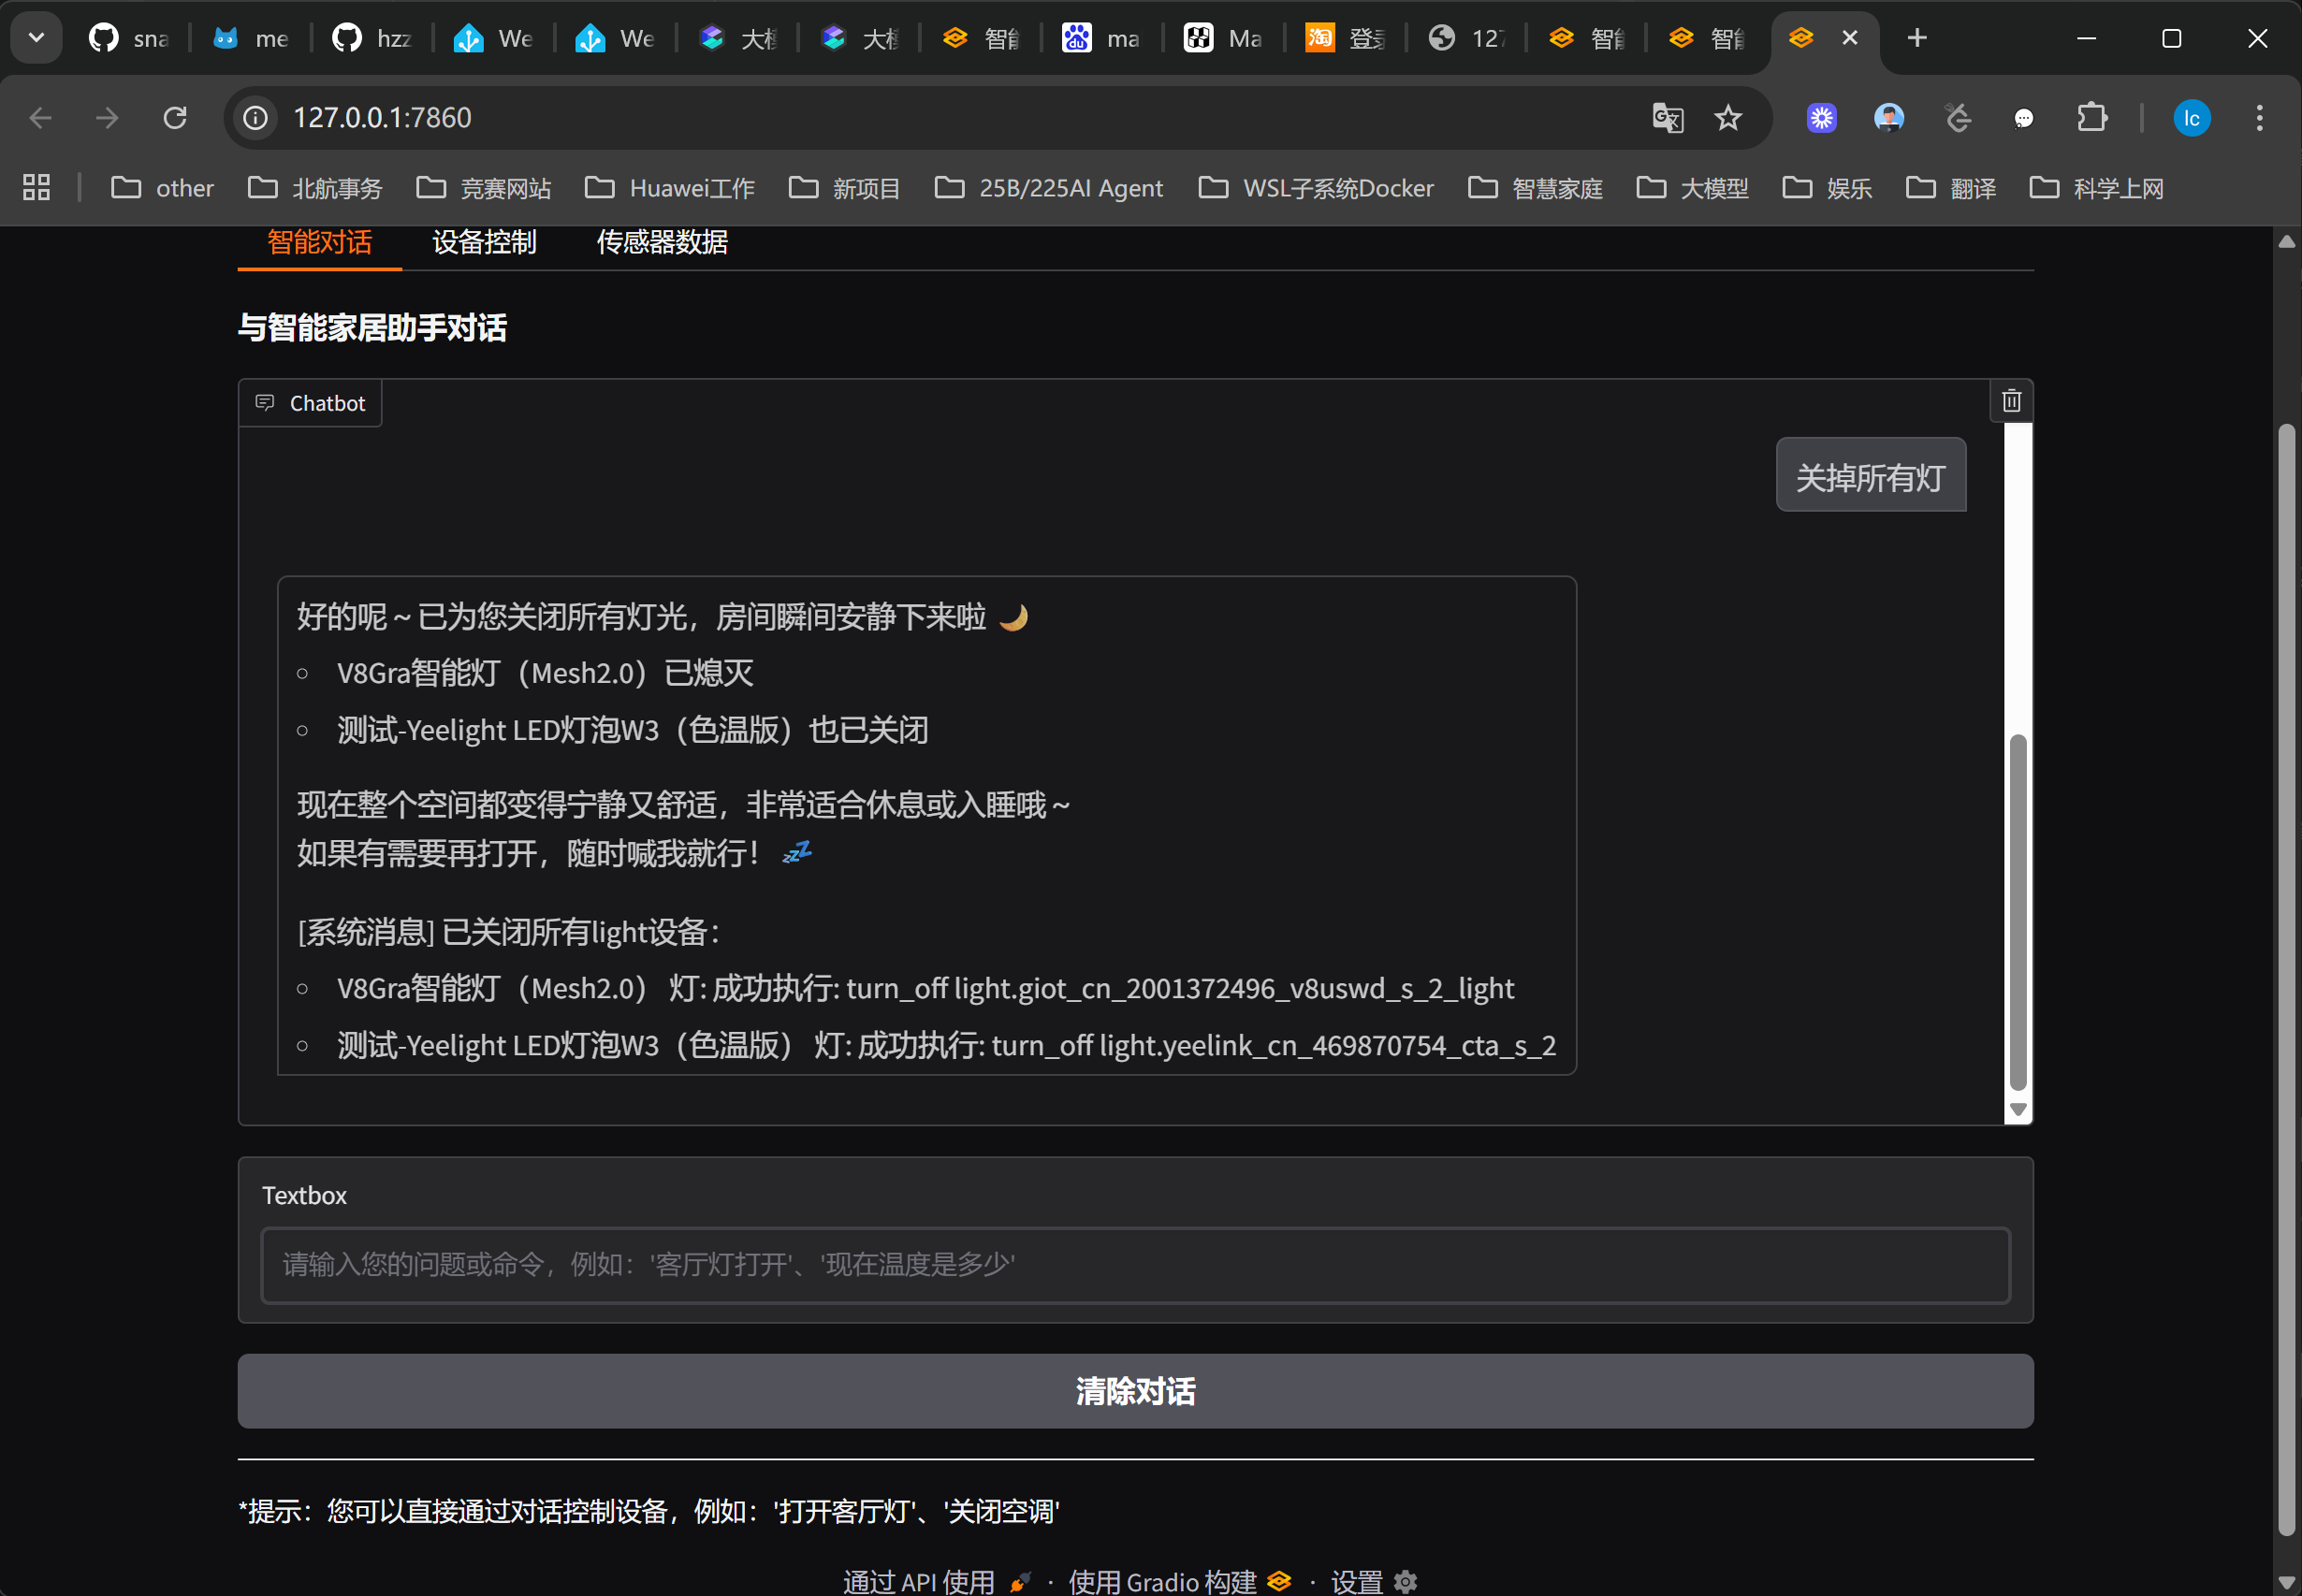 sna
me
hzz
We
We
大模
大模
智能
ma
Ma
登录
127
智能
智能
127.0.0.1:7860
lc
other
北航事务
竞赛网站
Huawei工作
新项目
25B/225AI Agent
WSL子系统Docker
智慧家庭
大模型
娱乐
翻译
科学上网
智能对话
设备控制
传感器数据
与智能家居助手对话
Chatbot
关掉所有灯
好的呢～已为您关闭所有灯光，房间瞬间安静下来啦 🌙
V8Gra智能灯（Mesh2.0）已熄灭
测试-Yeelight LED灯泡W3（色温版）也已关闭
现在整个空间都变得宁静又舒适，非常适合休息或入睡哦～
如果有需要再打开，随时喊我就行！ 💤
[系统消息] 已关闭所有light设备：
V8Gra智能灯（Mesh2.0） 灯: 成功执行: turn_off light.giot_cn_2001372496_v8uswd_s_2_light
测试-Yeelight LED灯泡W3（色温版） 灯: 成功执行: turn_off light.yeelink_cn_469870754_cta_s_2
Textbox
请输入您的问题或命令，例如：'客厅灯打开'、'现在温度是多少'
清除对话
*提示：您可以直接通过对话控制设备，例如：'打开客厅灯'、'关闭空调'
通过 API 使用 · 使用 Gradio 构建 · 设置